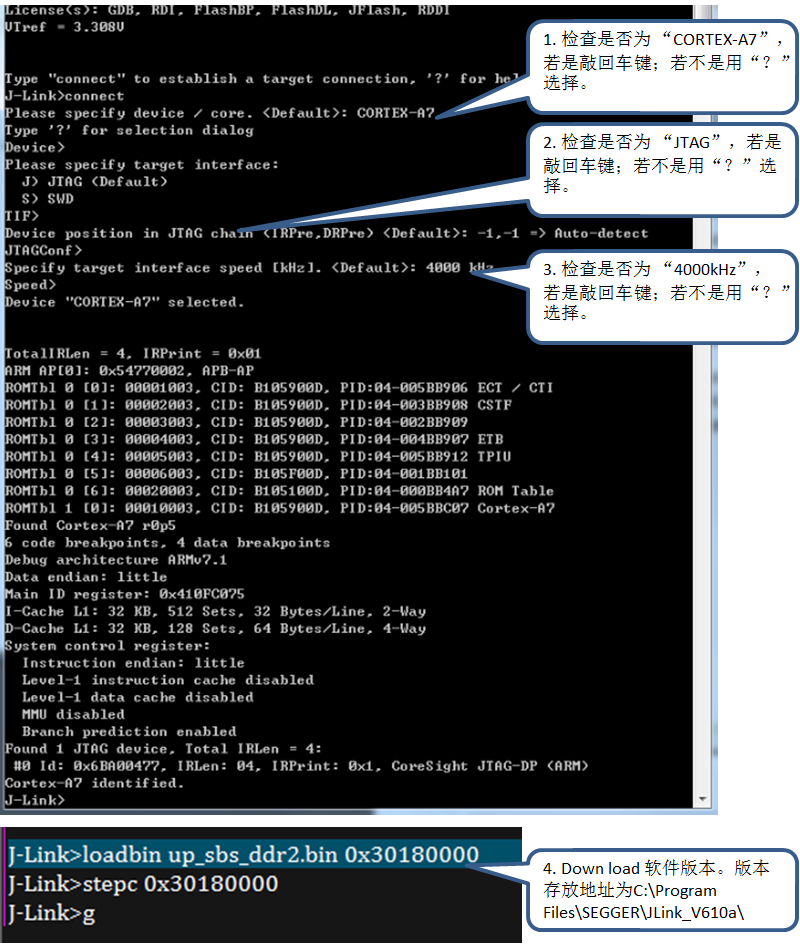 License(s): GDB, RDI, FlashBP, FlashDL, JFlash, RDDI
VTref = 3.308V
Type "connect" to establish a target connection, '?' for hel
J-Link>connect
Please specify device / core. <Default>: CORTEX-A7
Type '?' for selection dialog
Device>
Please specify target interface:
J) JTAG <Default>
S) SWD
TIF>
Device position in JTAG chain <IRPre,DRPre> <Default>: -1,-1 => Auto-detect
JTAGConf>
Specify target interface speed [kHz]. <Default>: 4000 kHz
Speed>
Device "CORTEX-A7" selected.
TotalIRLen = 4, IRPrint = 0x01
ARM AP[0]: 0x54770002, APB-AP
ROMTbl 0 [0]: 00001003, CID: B105900D, PID:04-005BB906 ECT / CTI
ROMTbl 0 [1]: 00002003, CID: B105900D, PID:04-003BB908 CSTF
ROMTbl 0 [2]: 00003003, CID: B105900D, PID:04-002BB909
ROMTbl 0 [3]: 00004003, CID: B105900D, PID:04-004BB907 ETB
ROMTbl 0 [4]: 00005003, CID: B105900D, PID:04-005BB912 TPIU
ROMTbl 0 [5]: 00006003, CID: B105F00D, PID:04-001BB101
ROMTbl 0 [6]: 00020003, CID: B105100D, PID:04-000BB4A7 ROM Table
ROMTbl 1 [0]: 00010003, CID: B105900D, PID:04-005BBC07 Cortex-A7
Found Cortex-A7 r0p5
6 code breakpoints, 4 data breakpoints
Debug architecture ARMv7.1
Data endian: little
Main ID register: 0x410FC075
I-Cache L1: 32 KB, 512 Sets, 32 Bytes/Line, 2-Way
D-Cache L1: 32 KB, 128 Sets, 64 Bytes/Line, 4-Way
System control register:
Instruction endian: little
Level-1 instruction cache disabled
Level-1 data cache disabled
MMU disabled
Branch prediction enabled
Found 1 JTAG device, Total IRLen = 4:
#0 Id: 0x6BA00477, IRLen: 04, IRPrint: 0x1, CoreSight JTAG-DP <ARM>
Cortex-A7 identified.
J-Link>
1. 检查是否为 “CORTEX-A7”，
若是敲回车键；若不是用“？”
选择。
2. 检查是否为 “JTAG”，若是
敲回车键；若不是用“？”选
择。
3. 检查是否为 “4000kHz”，
若是敲回车键；若不是用“？”
选择。
J-Link>loadbin up_sbs_ddr2.bin 0x30180000
J-Link>stepc 0x30180000
J-Link>g
4. Down load 软件版本。版本
存放地址为C:\Program
Files\SEGGER\JLink_V610a\